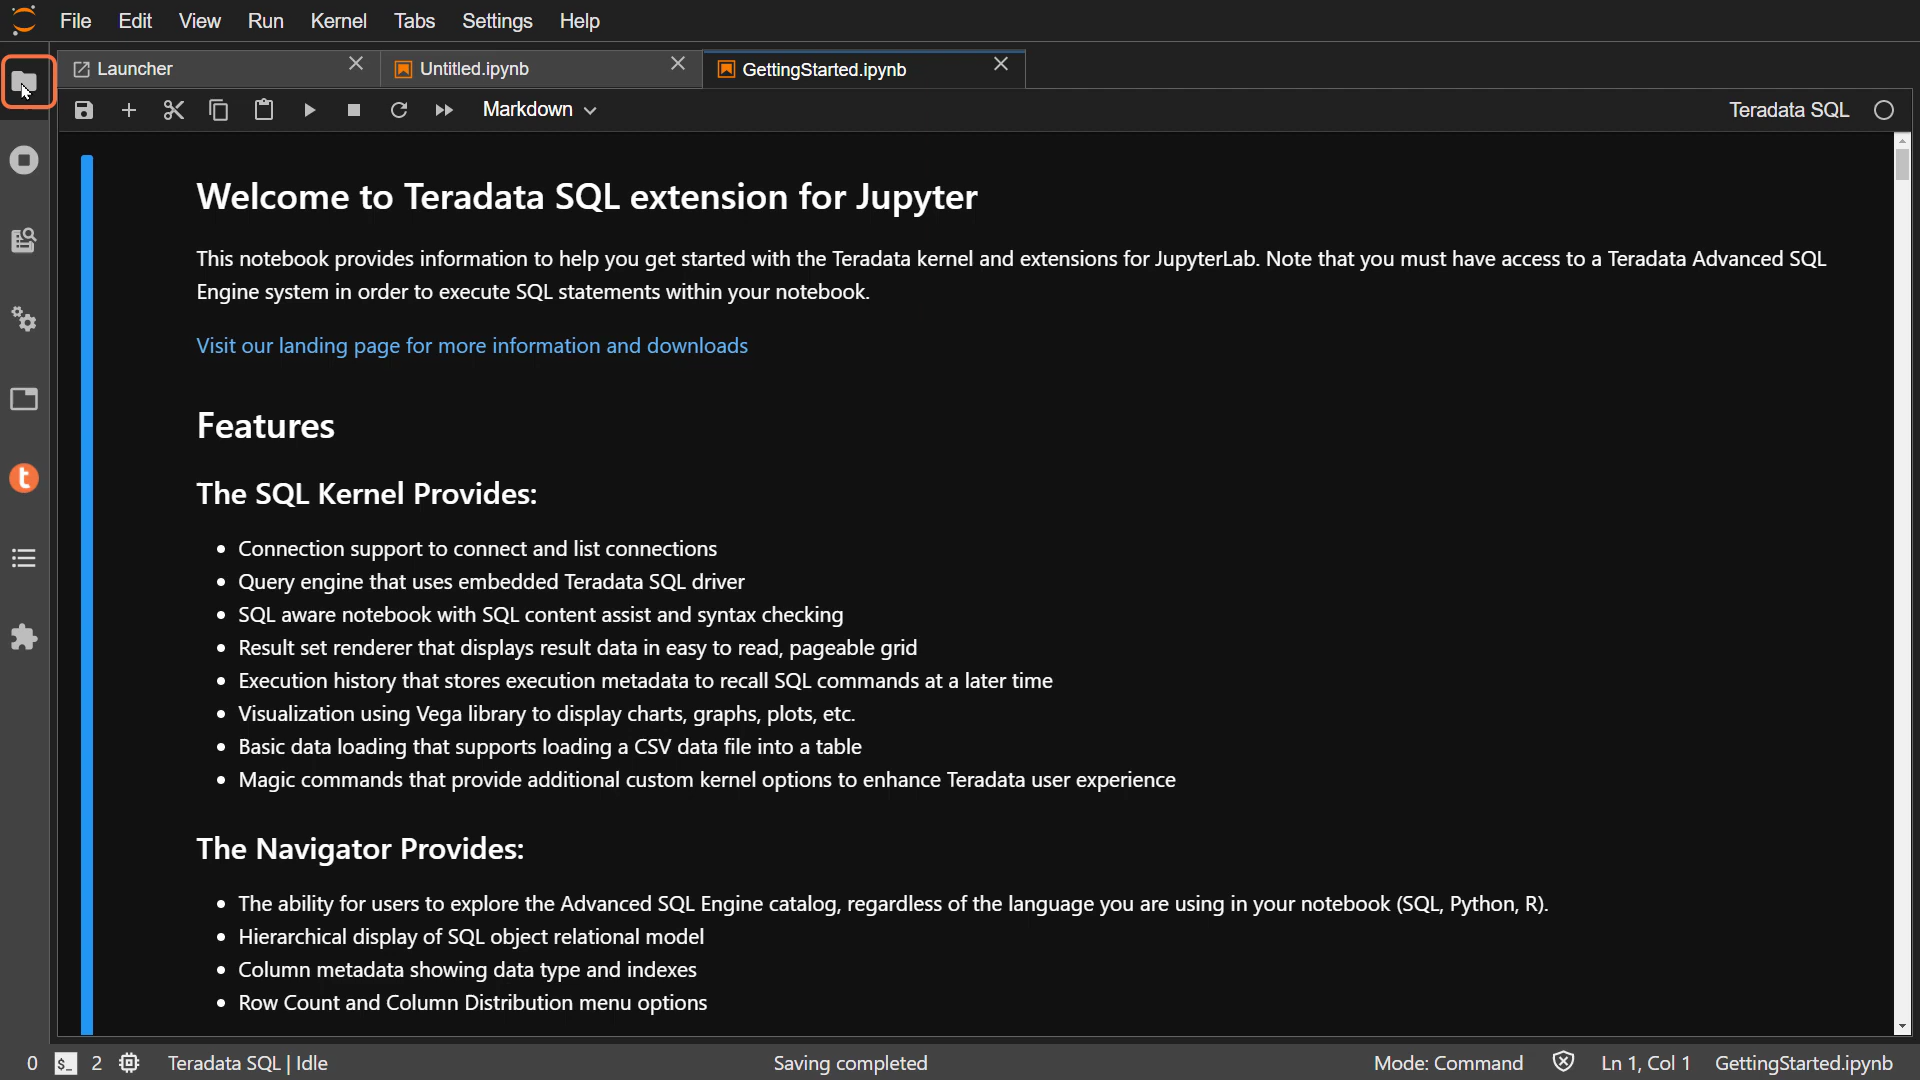 File Edit View Run Kernel Tabs Settings Help
Launcher Untitled.ipynb GettingStarted.ipynb
Markdown Teradata SQL
Welcome to Teradata SQL extension for Jupyter
This notebook provides information to help you get started with the Teradata kernel and extensions for JupyterLab. Note that you must have access to a Teradata Advanced SQL
Engine system in order to execute SQL statements within your notebook.
Visit our landing page for more information and downloads
Features
The SQL Kernel Provides:
• Connection support to connect and list connections
• Query engine that uses embedded Teradata SQL driver
• SQL aware notebook with SQL content assist and syntax checking
• Result set renderer that displays result data in easy to read, pageable grid
• Execution history that stores execution metadata to recall SQL commands at a later time
• Visualization using Vega library to display charts, graphs, plots, etc.
• Basic data loading that supports loading a CSV data file into a table
• Magic commands that provide additional custom kernel options to enhance Teradata user experience
t
The Navigator Provides:
• The ability for users to explore the Advanced SQL Engine catalog, regardless of the language you are using in your notebook (SQL, Python, R).
• Hierarchical display of SQL object relational model
• Column metadata showing data type and indexes
• Row Count and Column Distribution menu options
0 $_ 2 Teradata SQL | Idle Saving completed Mode: Command Ln 1, Col 1 GettingStarted.ipynb